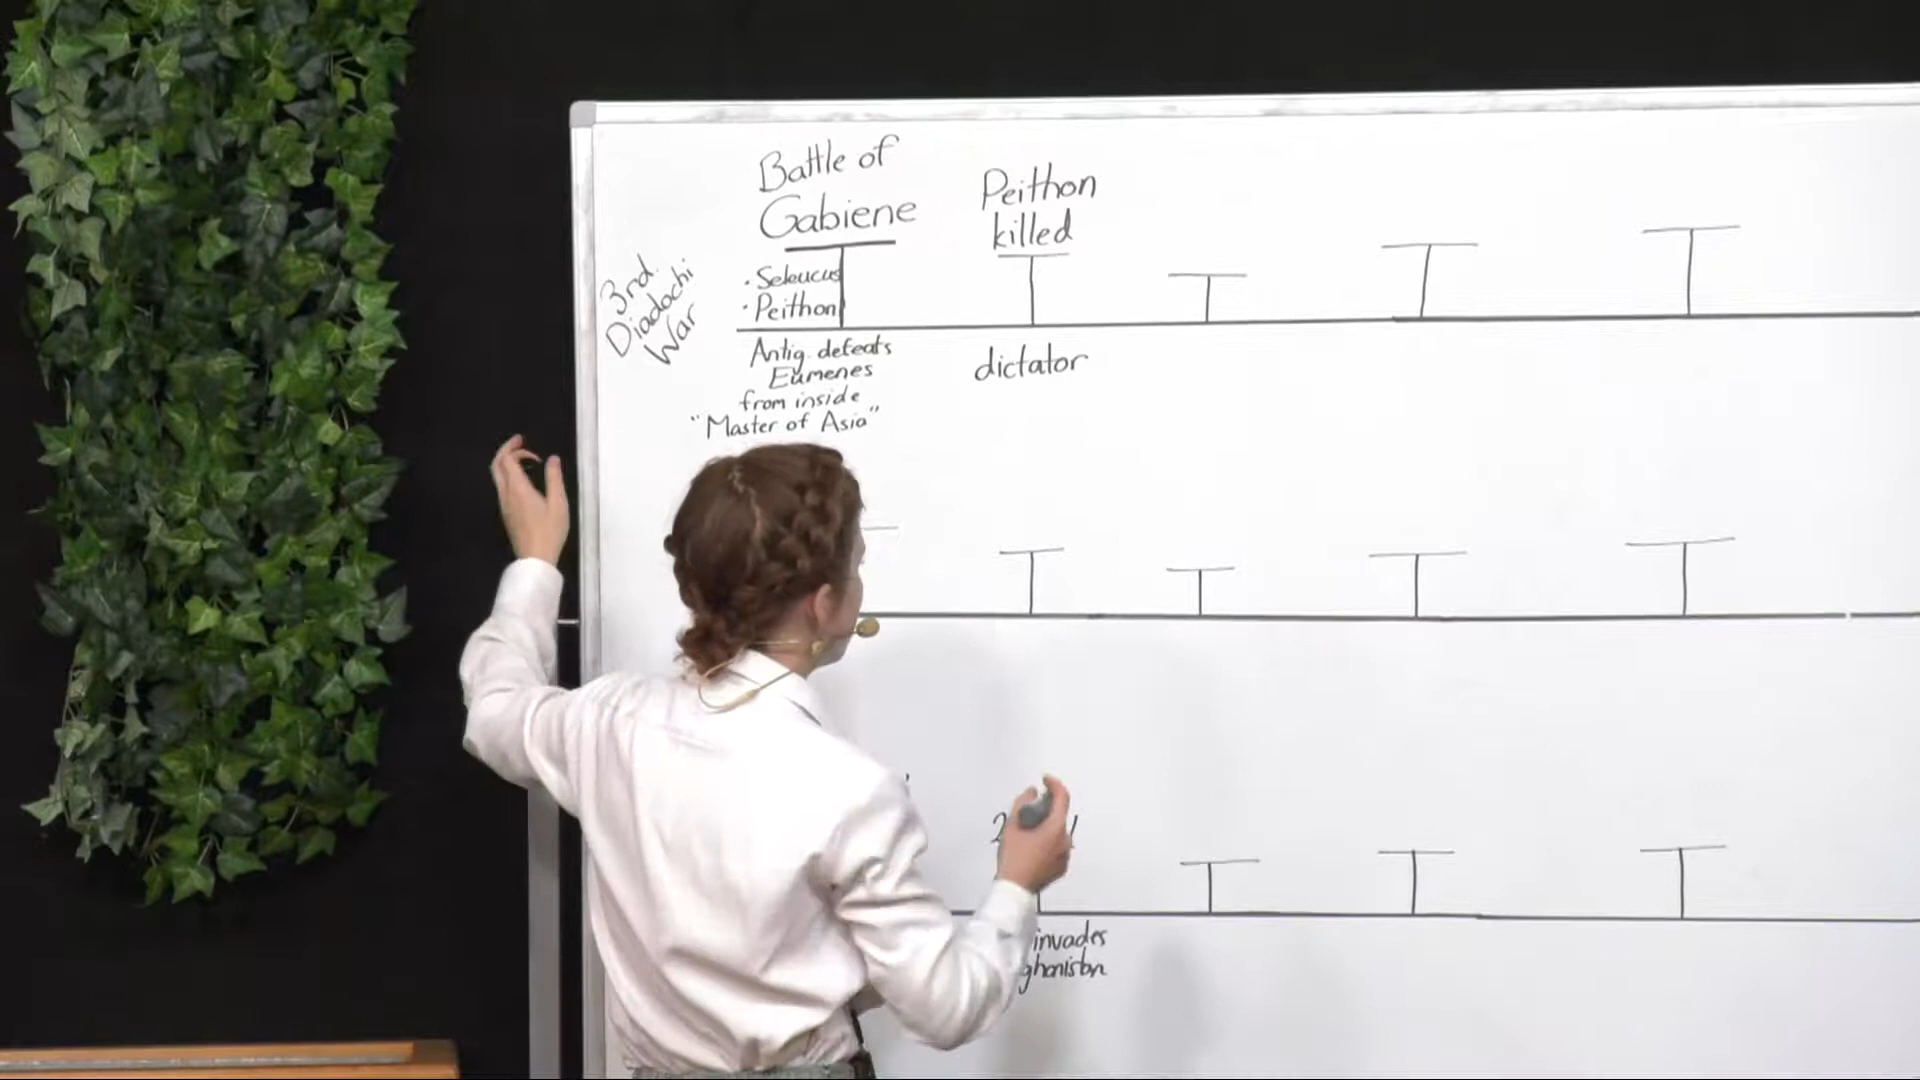 Battle of
Gabiene
Peithon
killed
3rd
Diadochi
War
· Seleucus
· Peithon
Antig. defeats
Eumenes
from inside
"Master of Asia"
dictator
invades